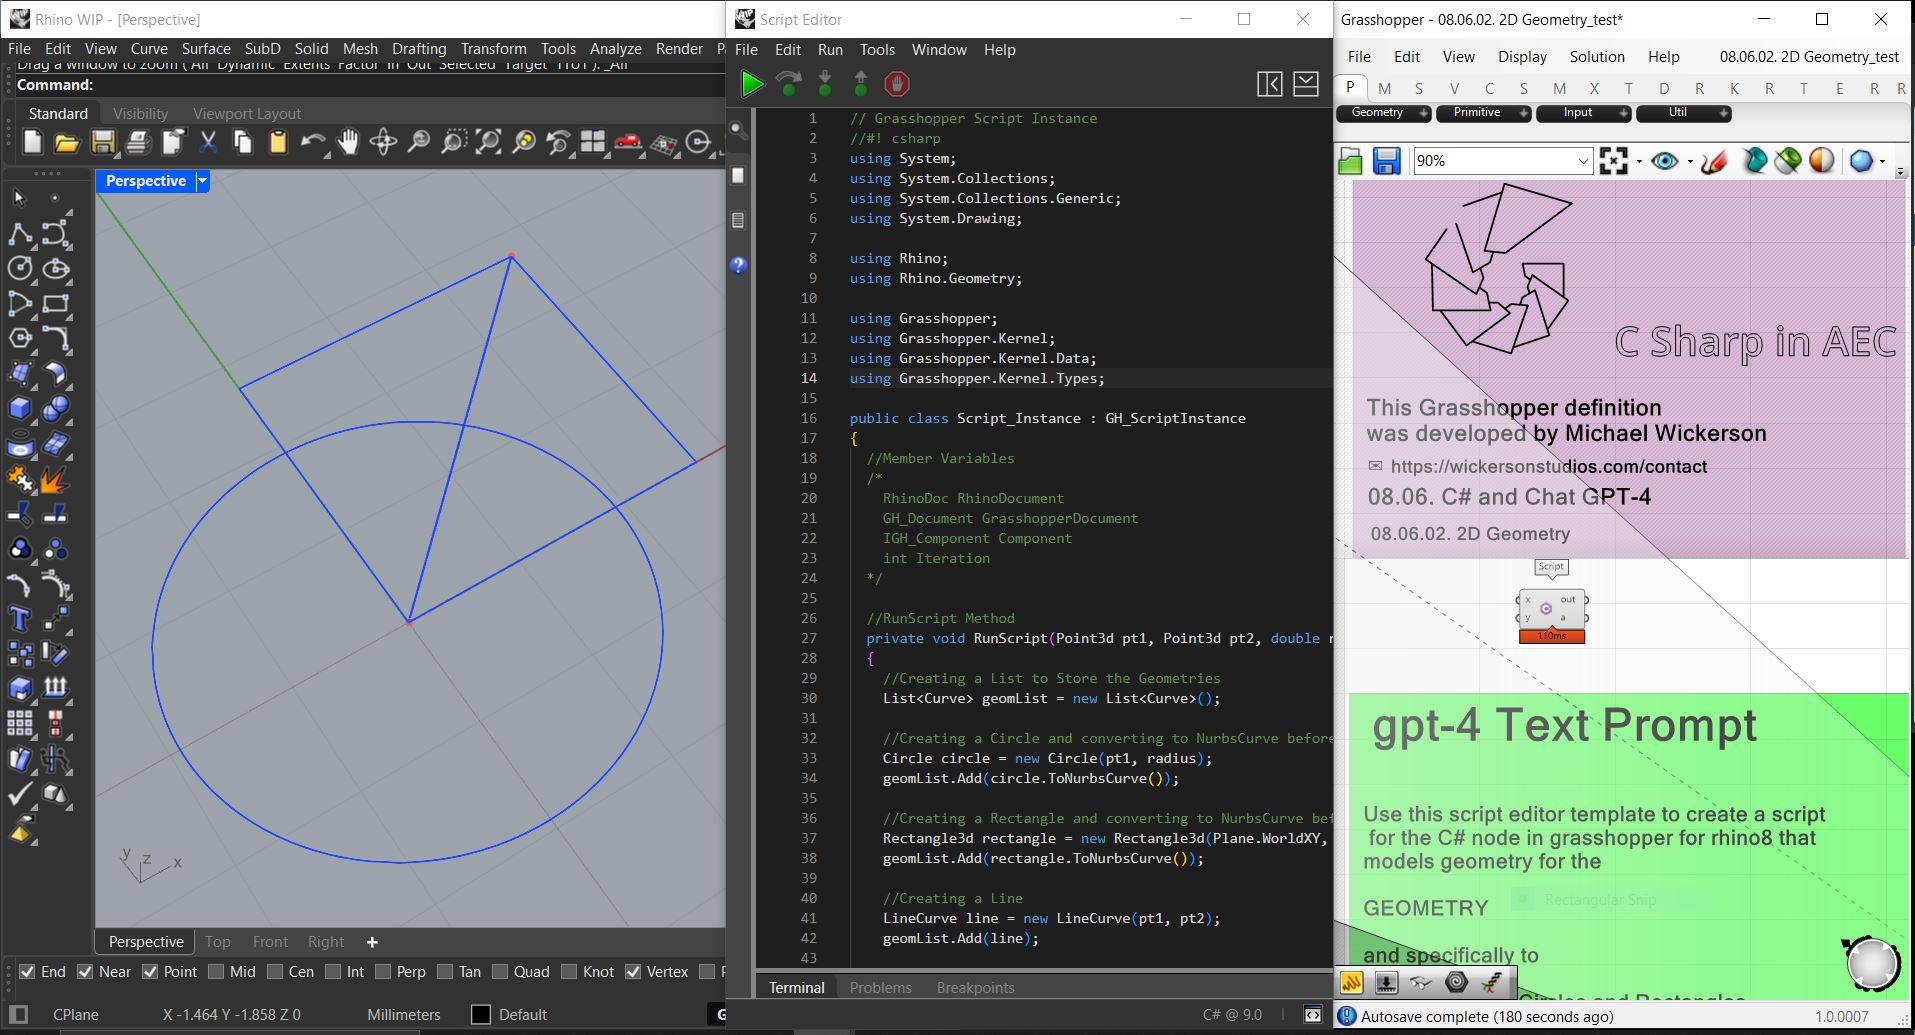 Rhino WIP - [Perspective]
File Edit View Curve Surface SubD Solid Mesh Drafting Transform Tools Analyze Render
Drag a window to zoom ( All Dynamic Extents Factor In Out Selected Target 1To1 ): _All
Command:
Standard Visibility Viewport Layout
Perspective
y z x
Perspective Top Front Right
End Near Point Mid Cen Int Perp Tan Quad Knot Vertex
CPlane X -1.464 Y -1.858 Z 0 Millimeters Default G
Script Editor
File Edit Run Tools Window Help
1 // Grasshopper Script Instance
2 //#! csharp
3 using System;
4 using System.Collections;
5 using System.Collections.Generic;
6 using System.Drawing;
7
8 using Rhino;
9 using Rhino.Geometry;
10
11 using Grasshopper;
12 using Grasshopper.Kernel;
13 using Grasshopper.Kernel.Data;
14 using Grasshopper.Kernel.Types;
15
16 public class Script_Instance : GH_ScriptInstance
17 {
18 //Member Variables
19 /*
20 RhinoDoc RhinoDocument
21 GH_Document GrasshopperDocument
22 IGH_Component Component
23 int Iteration
24 */
25
26 //RunScript Method
27 private void RunScript(Point3d pt1, Point3d pt2, double r
28 {
29 //Creating a List to Store the Geometries
30 List<Curve> geomList = new List<Curve>();
31
32 //Creating a Circle and converting to NurbsCurve before
33 Circle circle = new Circle(pt1, radius);
34 geomList.Add(circle.ToNurbsCurve());
35
36 //Creating a Rectangle and converting to NurbsCurve bef
37 Rectangle3d rectangle = new Rectangle3d(Plane.WorldXY,
38 geomList.Add(rectangle.ToNurbsCurve());
39
40 //Creating a Line
41 LineCurve line = new LineCurve(pt1, pt2);
42 geomList.Add(line);
43
Terminal Problems Breakpoints
C# @ 9.0
Grasshopper - 08.06.02. 2D Geometry_test*
File Edit View Display Solution Help 08.06.02. 2D Geometry_test
P M S V C S M X T D R K R T E R R
Geometry Primitive Input Util
90%
C Sharp in AEC
This Grasshopper definition
was developed by Michael Wickerson
✉ https://wickersonstudios.com/contact
08.06. C# and Chat GPT-4
08.06.02. 2D Geometry
Script
x out
y a
110ms
gpt-4 Text Prompt
Use this script editor template to create a script
for the C# node in grasshopper for rhino8 that
models geometry for the
GEOMETRY
Rectangular Snip
and specifically to
Circles and Rectangles
Autosave complete (180 seconds ago) 1.0.0007